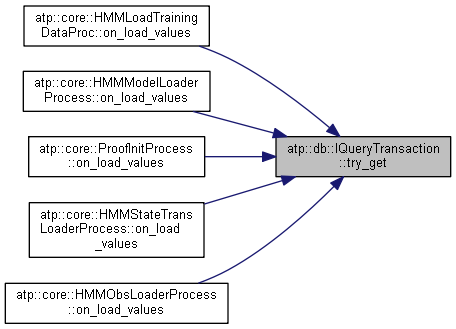 atp::core::HMMLoadTraining
DataProc::on_load_values
atp::core::HMMModelLoader
Process::on_load_values
atp::core::ProofInitProcess
::on_load_values
atp::db::IQueryTransaction
::try_get
atp::core::HMMStateTrans
LoaderProcess::on_load
_values
atp::core::HMMObsLoaderProcess
::on_load_values